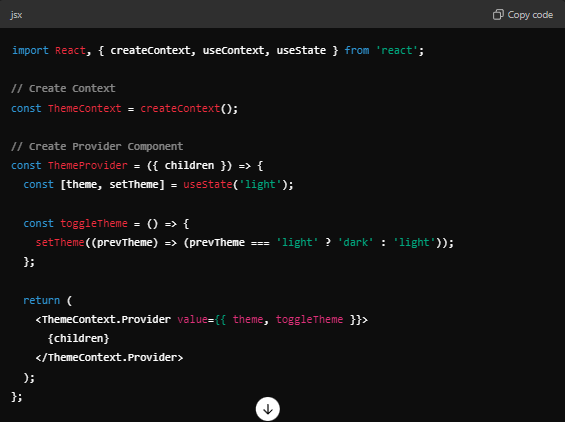 jsx
Copy code
import React, { createContext, useContext, useState } from 'react';
// Create Context
const ThemeContext = createContext();
// Create Provider Component
const ThemeProvider = ({ children }) => {
  const [theme, setTheme] = useState('light');
  const toggleTheme = () => {
    setTheme((prevTheme) => (prevTheme === 'light' ? 'dark' : 'light'));
  };
  return (
    <ThemeContext.Provider value={{ theme, toggleTheme }}>
      {children}
    </ThemeContext.Provider>
  );
};